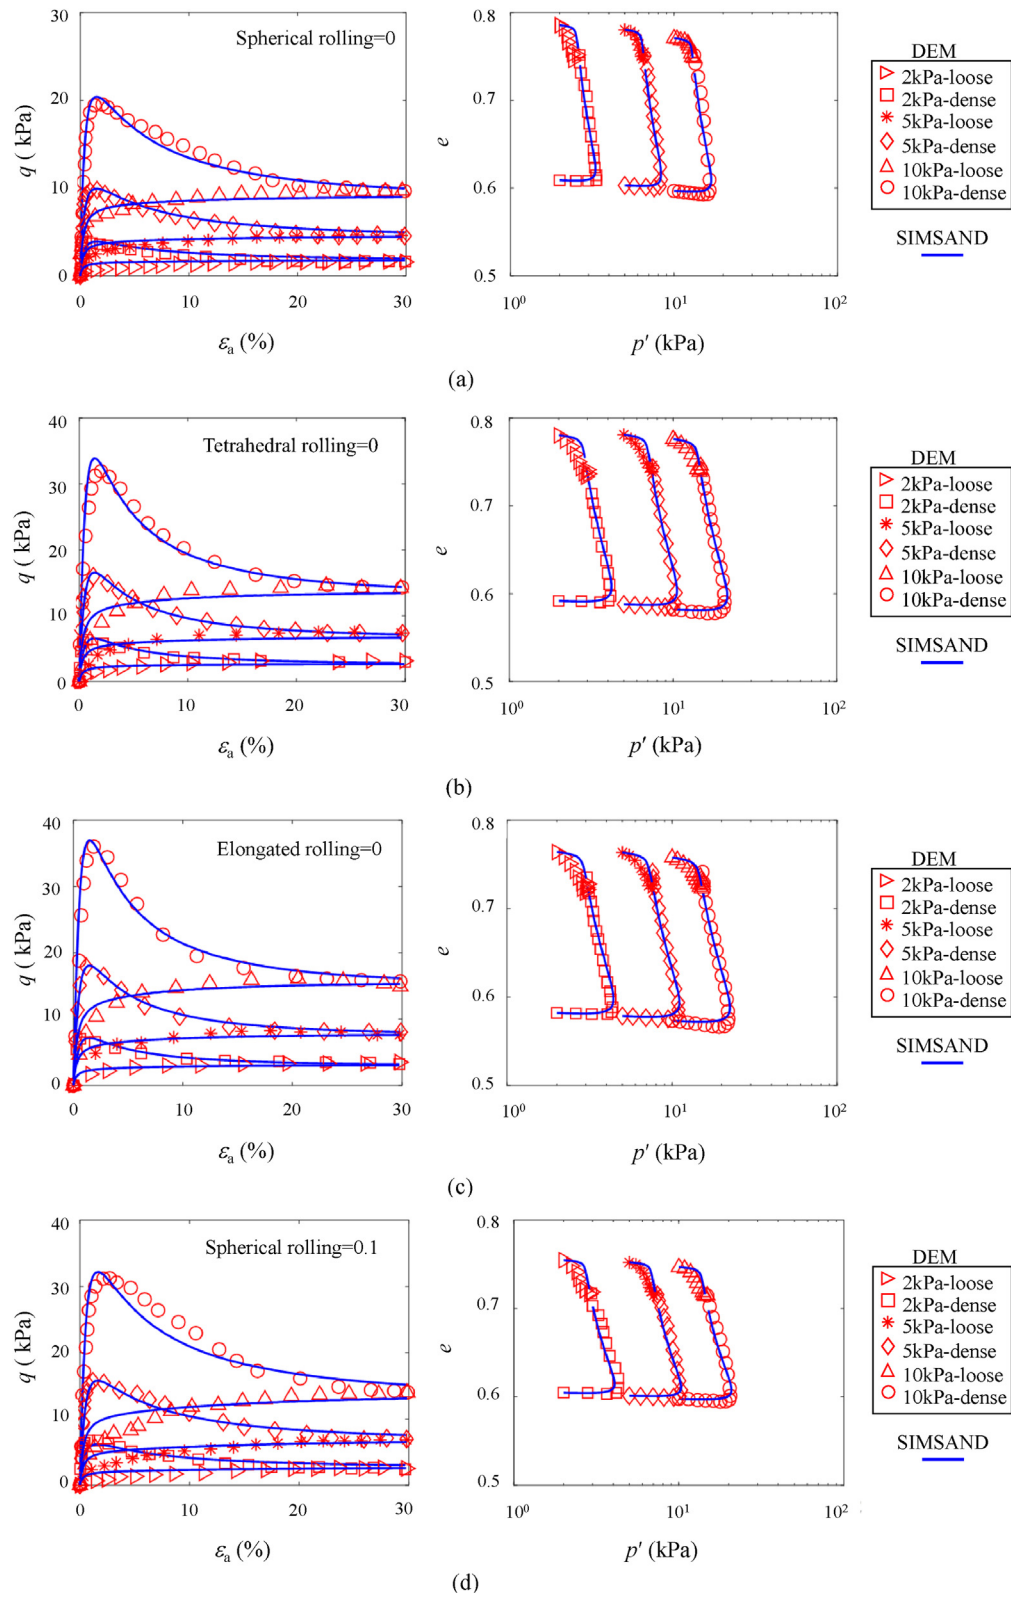 30
20
10
0
q ( kPa)
Spherical rolling=0
0
10
20
30
εa (%)
0.8
0.7
0.6
0.5
e
10⁰
10¹
10²
p′ (kPa)
DEM
2kPa-loose
2kPa-dense
5kPa-loose
5kPa-dense
10kPa-loose
10kPa-dense
SIMSAND
(a)
40
30
20
10
0
q ( kPa)
Tetrahedral rolling=0
0
10
20
30
εa (%)
0.8
0.7
0.6
0.5
e
10⁰
10¹
10²
p′ (kPa)
DEM
2kPa-loose
2kPa-dense
5kPa-loose
5kPa-dense
10kPa-loose
10kPa-dense
SIMSAND
(b)
40
30
20
10
0
q ( kPa)
Elongated rolling=0
0
10
20
30
εa (%)
0.8
0.7
0.6
0.5
e
10⁰
10¹
10²
p′ (kPa)
DEM
2kPa-loose
2kPa-dense
5kPa-loose
5kPa-dense
10kPa-loose
10kPa-dense
SIMSAND
(c)
40
30
20
10
0
q ( kPa)
Spherical rolling=0.1
0
10
20
30
εa (%)
0.8
0.7
0.6
0.5
e
10⁰
10¹
10²
p′ (kPa)
DEM
2kPa-loose
2kPa-dense
5kPa-loose
5kPa-dense
10kPa-loose
10kPa-dense
SIMSAND
(d)